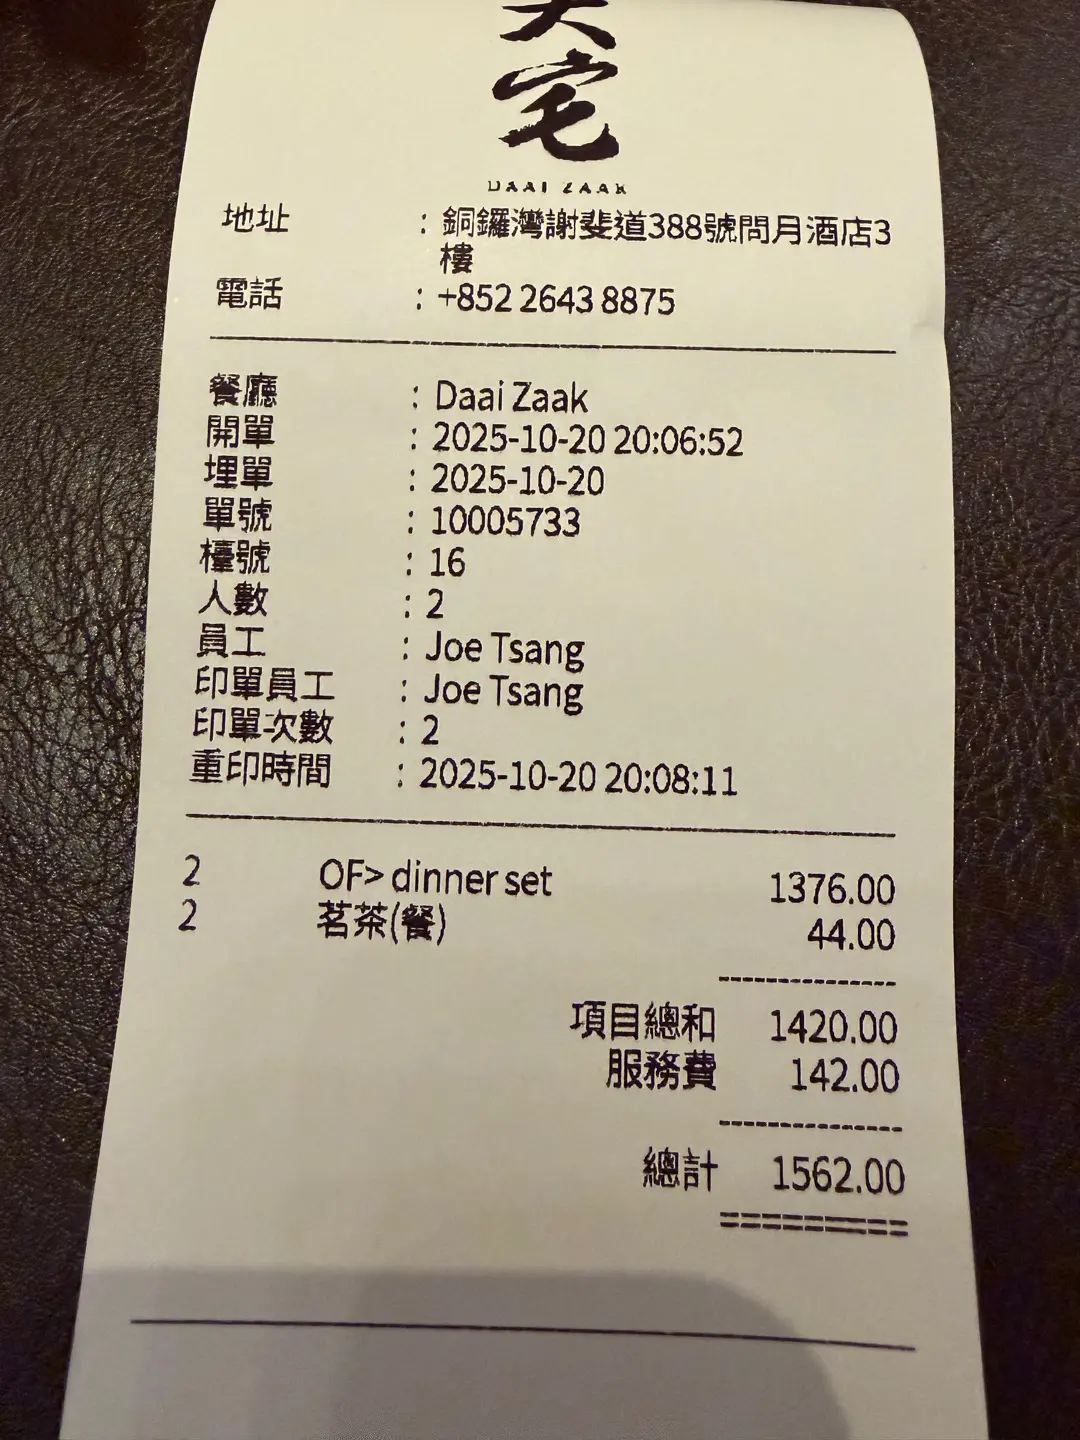 大宅
DAAI ZAAK
地址 : 銅鑼灣謝斐道388號問月酒店3
樓
電話 : +852 2643 8875
餐廳 : Daai Zaak
開單 : 2025-10-20 20:06:52
埋單 : 2025-10-20
單號 : 10005733
檯號 : 16
人數 : 2
員工 : Joe Tsang
印單員工 : Joe Tsang
印單次數 : 2
重印時間 : 2025-10-20 20:08:11
2 OF> dinner set 1376.00
2 茗茶(餐) 44.00
項目總和 1420.00
服務費 142.00
總計 1562.00